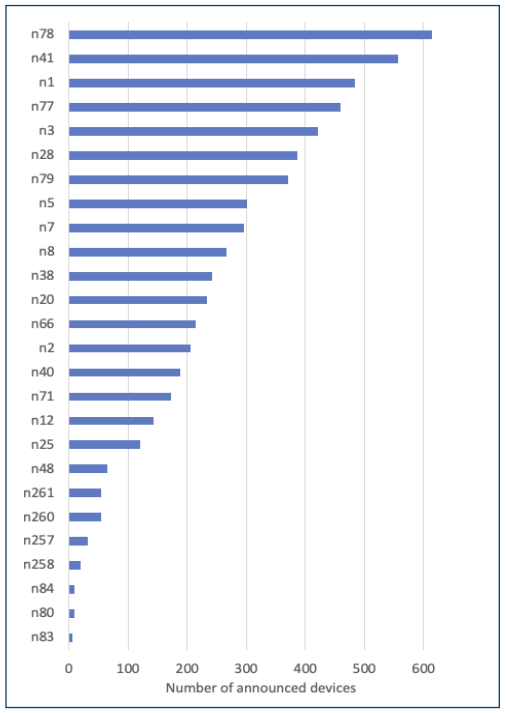 n78
n41
n1
n77
n3
n28
n79
n5
n7
n8
n38
n20
n66
n2
n40
n71
n12
n25
n48
n261
n260
n257
n258
n84
n80
n83
0 100 200 300 400 500 600
Number of announced devices